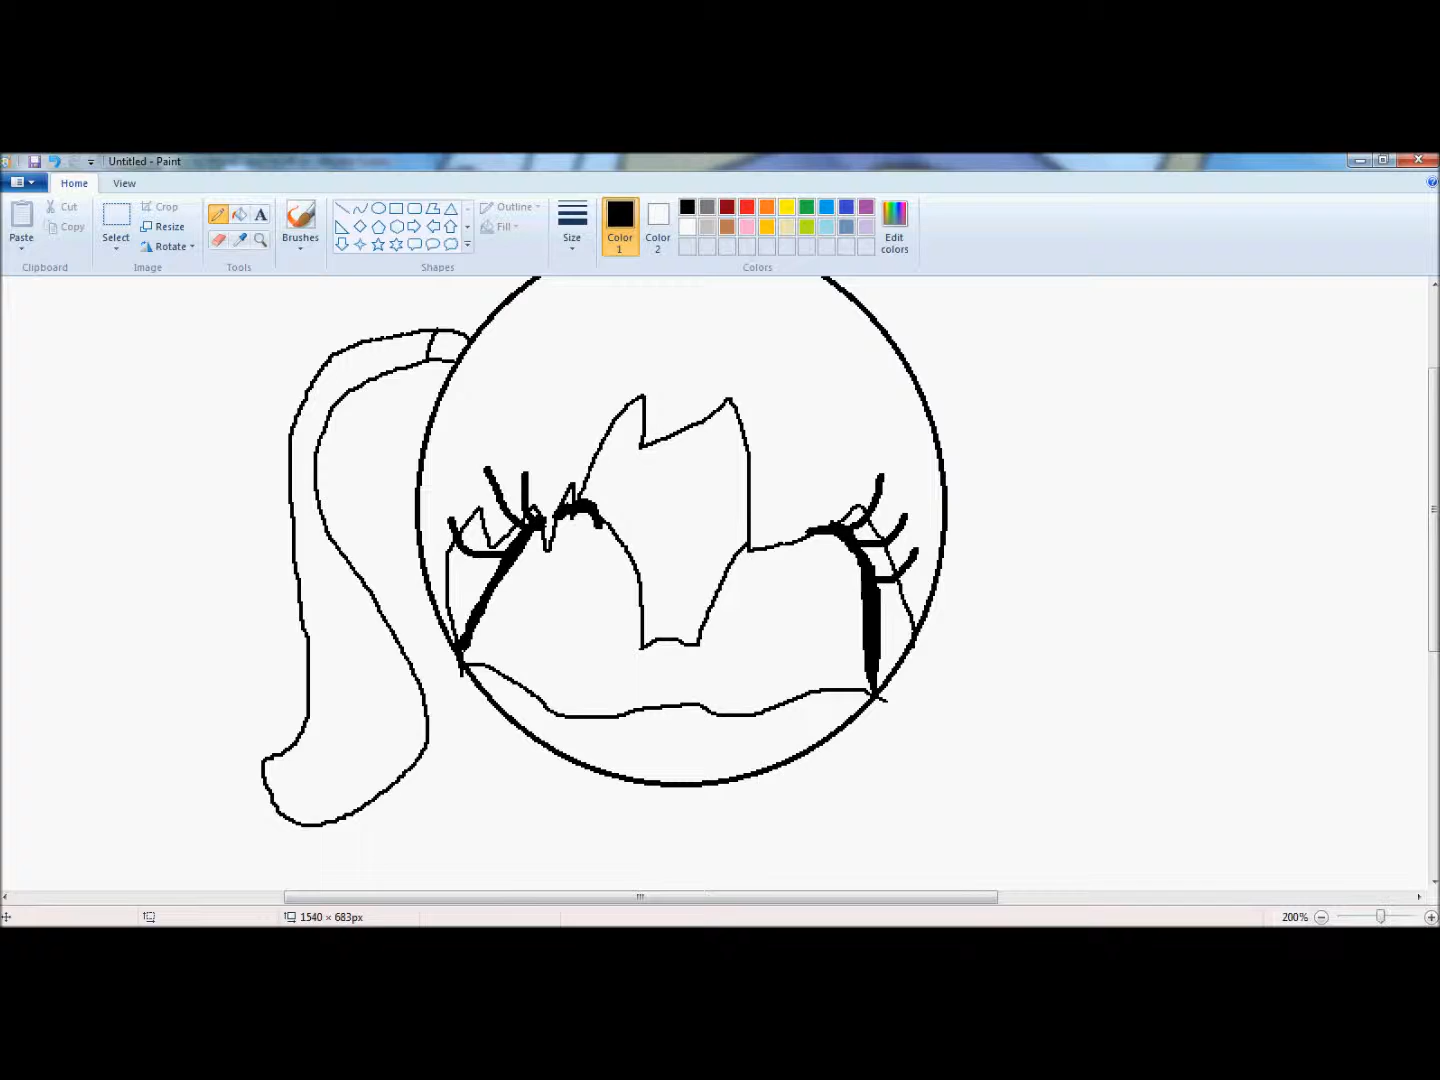 Untitled - Paint
Home View
Paste
Cut
Copy
Clipboard
Select
Crop
Resize
Rotate
Image
A
Tools
Brushes
Outline
Fill
Shapes
Size
Color 1
Color 2
Edit colors
Colors
1540 × 683px
200%